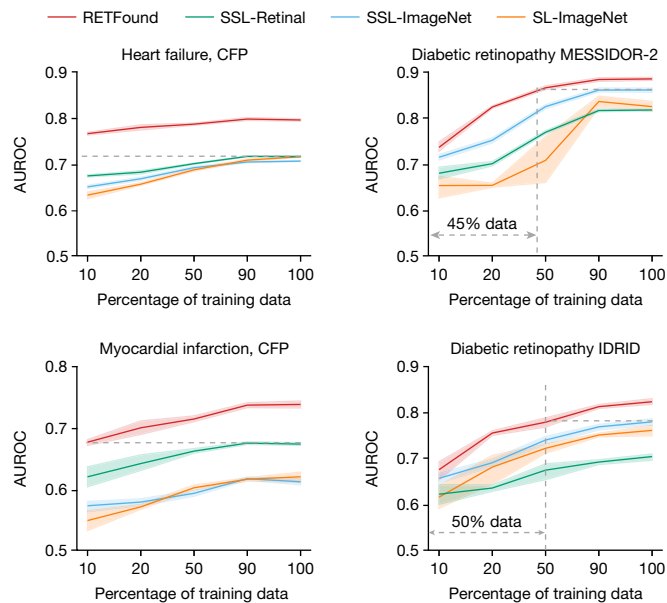 RETFound SSL-Retinal SSL-ImageNet SL-ImageNet
Heart failure, CFP
0.9
0.8
0.7
0.6
0.5
AUROC
10 20 50 90 100
Percentage of training data
Diabetic retinopathy MESSIDOR-2
0.9
0.8
0.7
0.6
0.5
AUROC
45% data
10 20 50 90 100
Percentage of training data
Myocardial infarction, CFP
0.8
0.7
0.6
0.5
AUROC
10 20 50 90 100
Percentage of training data
Diabetic retinopathy IDRID
0.9
0.8
0.7
0.6
0.5
AUROC
50% data
10 20 50 90 100
Percentage of training data